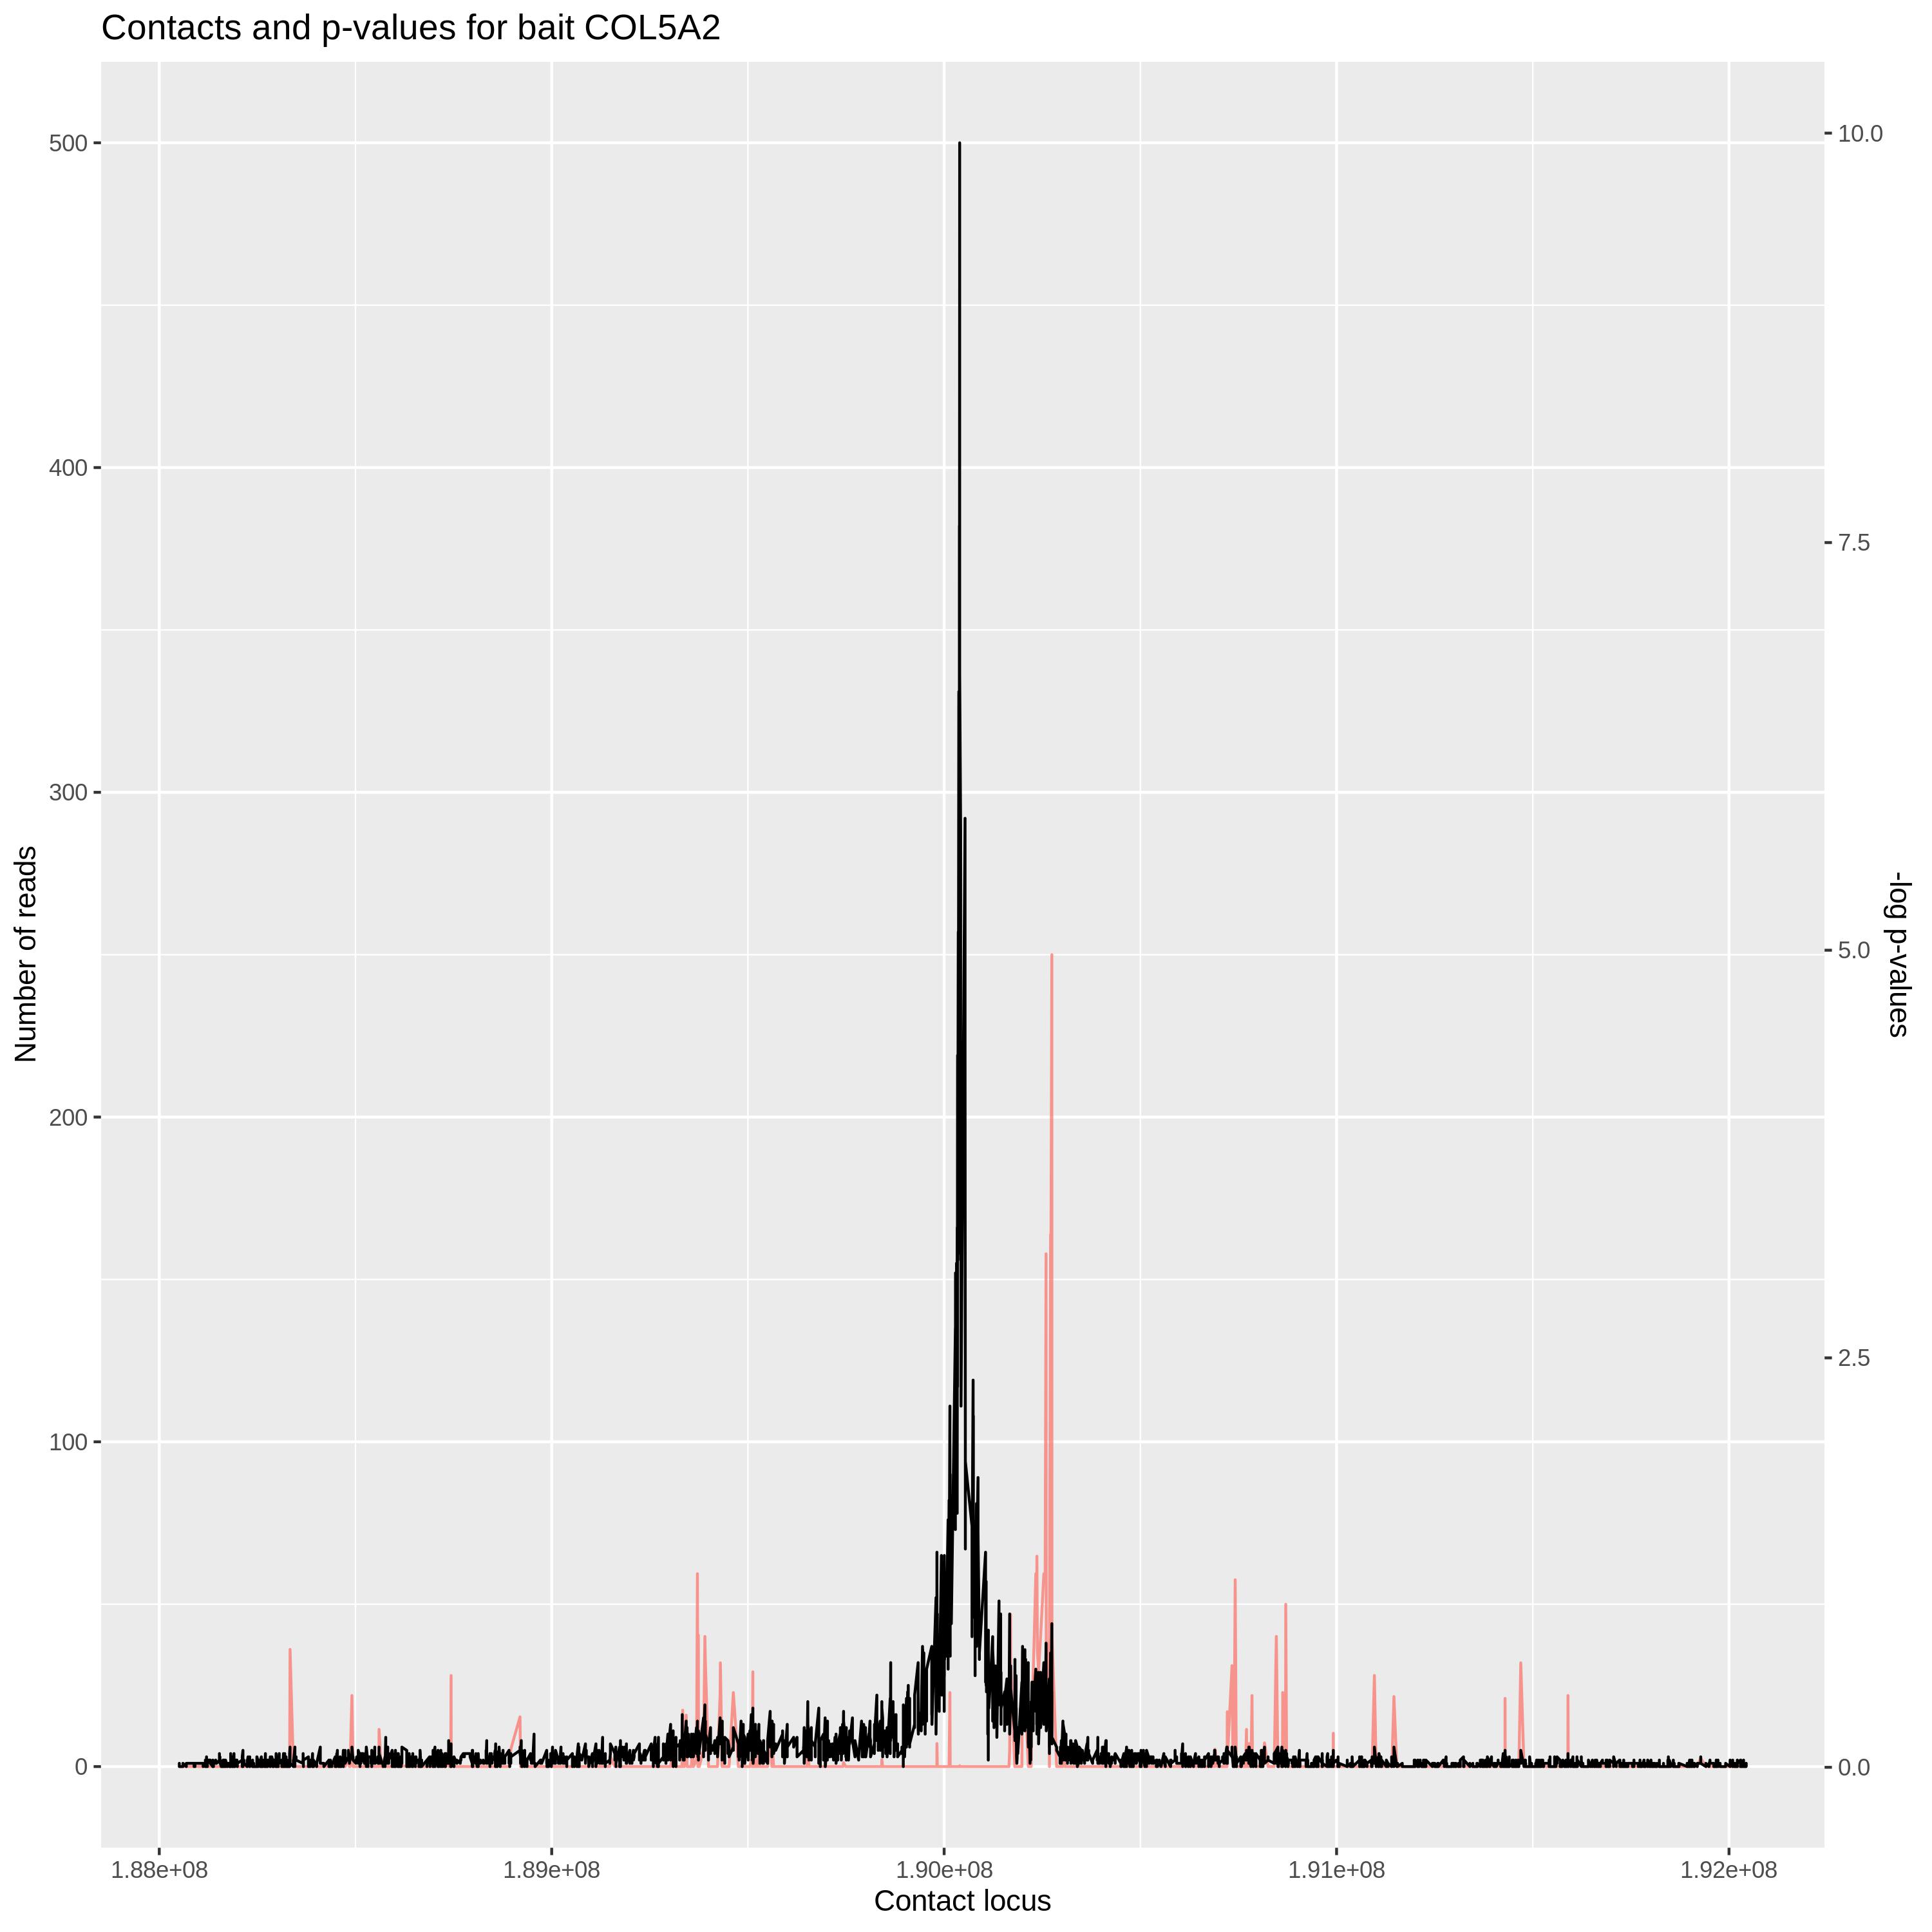 Contacts and p-values for bait COL5A2
500
400
300
200
100
0
Number of reads
10.0
7.5
5.0
2.5
0.0
-log p-values
1.88e+08 1.89e+08 1.90e+08 1.91e+08 1.92e+08
Contact locus